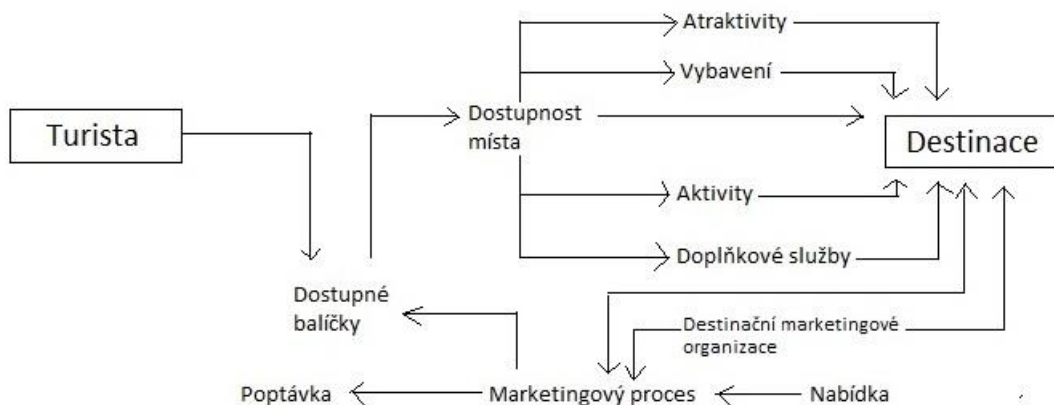 Atraktivity
Vybavení
Turista
Dostupnost
místa
Destinace
Aktivity
Doplňkové služby
Dostupné
balíčky
Destinační marketingové
organizace
Poptávka
Marketingový proces
Nabídka